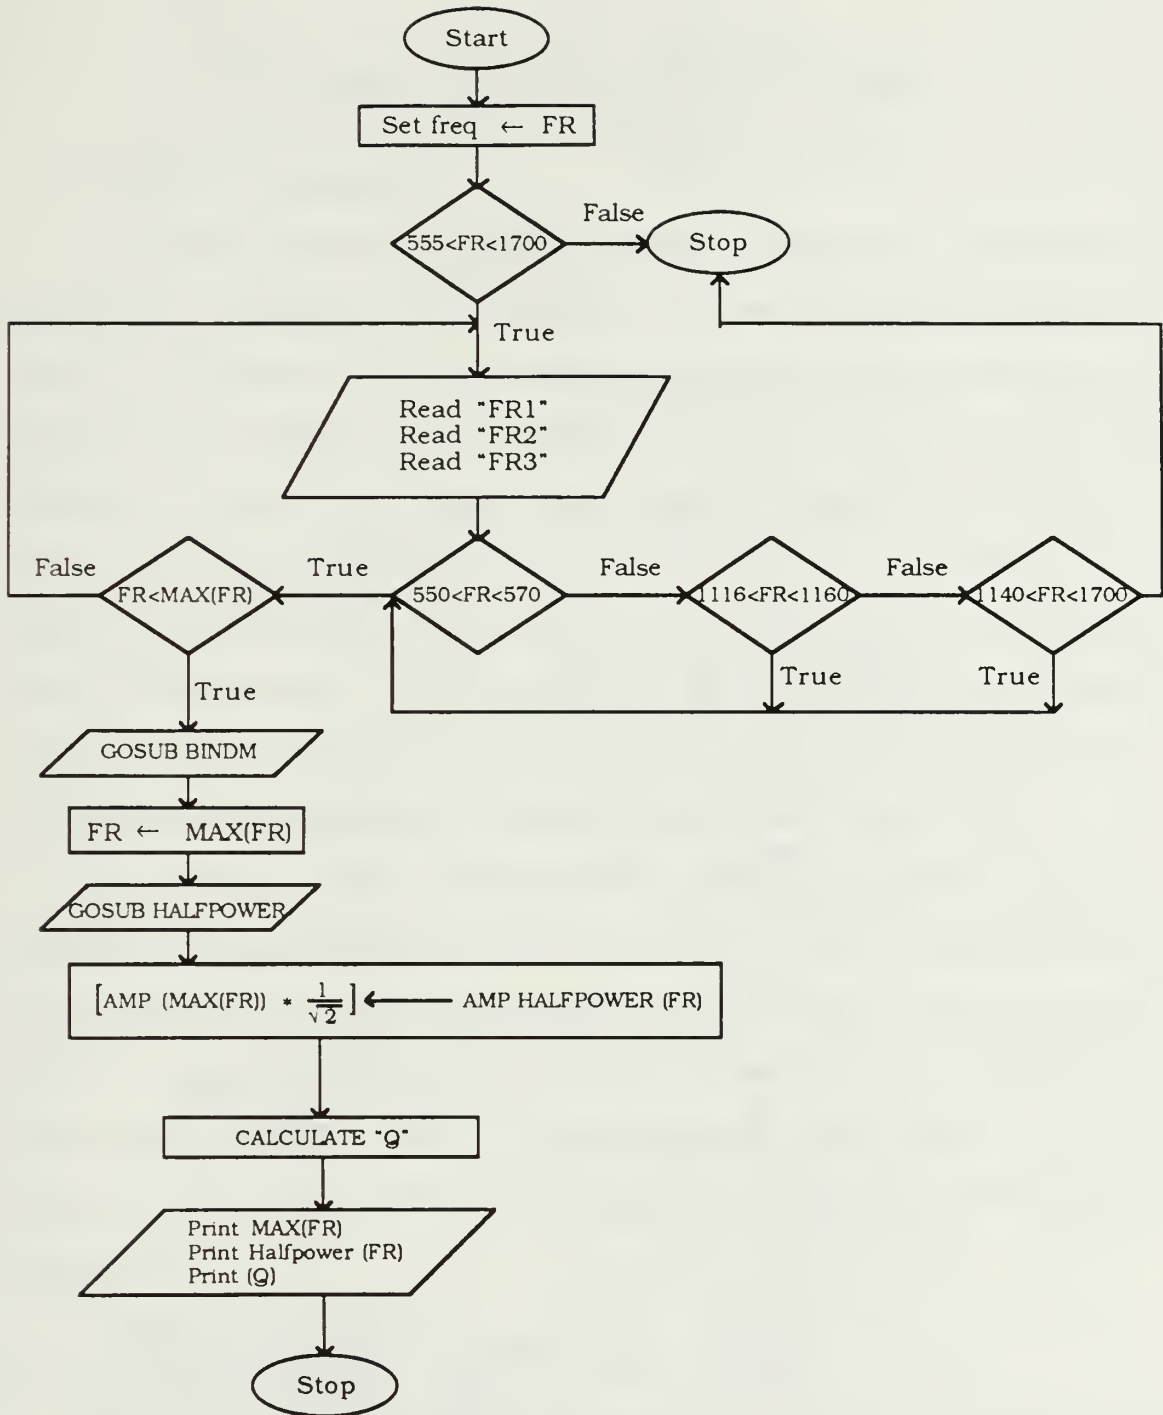 Start
Set freq ← FR
555<FR<1700
False
Stop
True
Read "FR1"
Read "FR2"
Read "FR3"
False
FR<MAX(FR)
True
550<FR<570
False
1116<FR<1160
False
1140<FR<1700
True
True
True
GOSUB BINDM
FR ← MAX(FR)
GOSUB HALFPOWER
[AMP (MAX(FR)) * 1/√2] ← AMP HALFPOWER (FR)
CALCULATE "Q"
Print MAX(FR)
Print Halfpower (FR)
Print (Q)
Stop